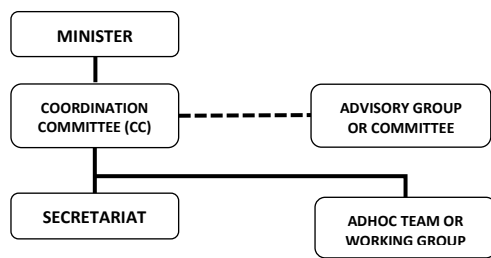 MINISTER
COORDINATION
COMMITTEE (CC)
ADVISORY GROUP
OR COMMITTEE
SECRETARIAT
ADHOC TEAM OR
WORKING GROUP